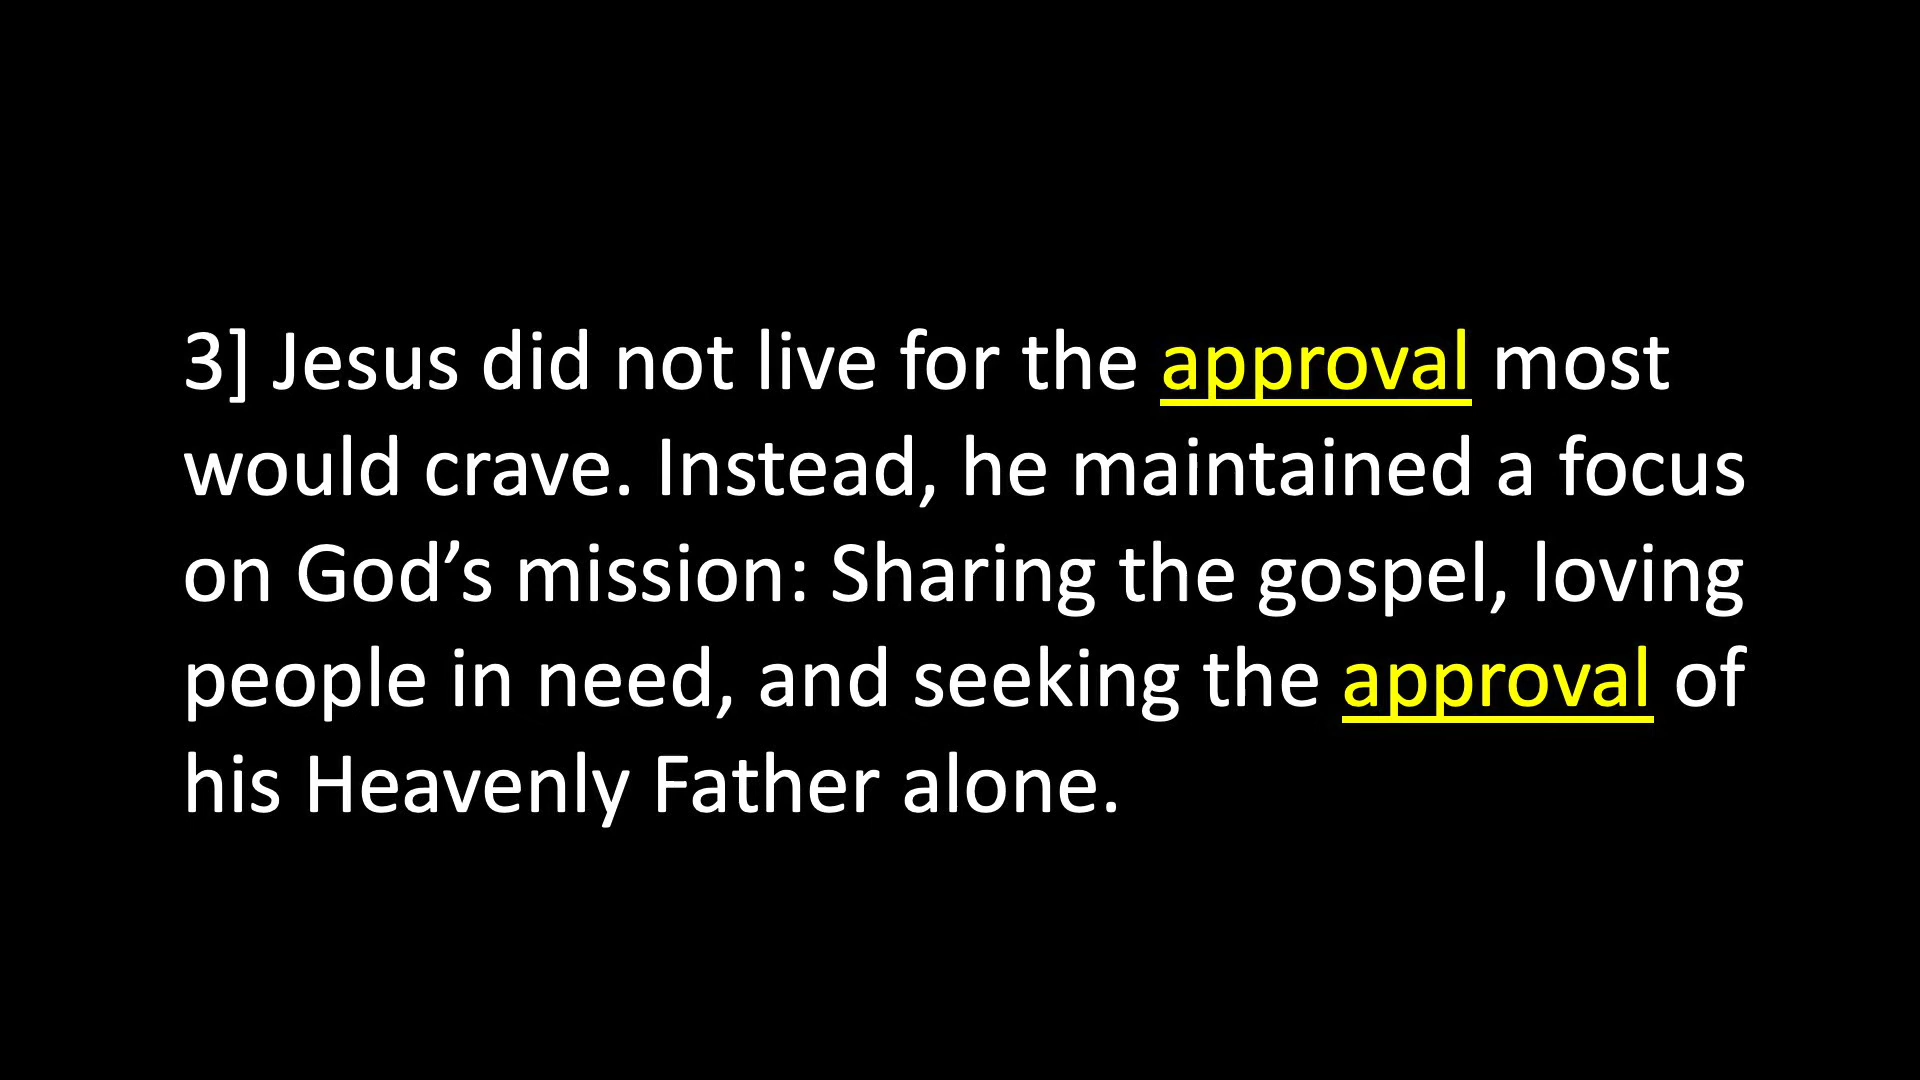 3] Jesus did not live for the approval most
would crave. Instead, he maintained a focus
on God’s mission: Sharing the gospel, loving
people in need, and seeking the approval of
his Heavenly Father alone.